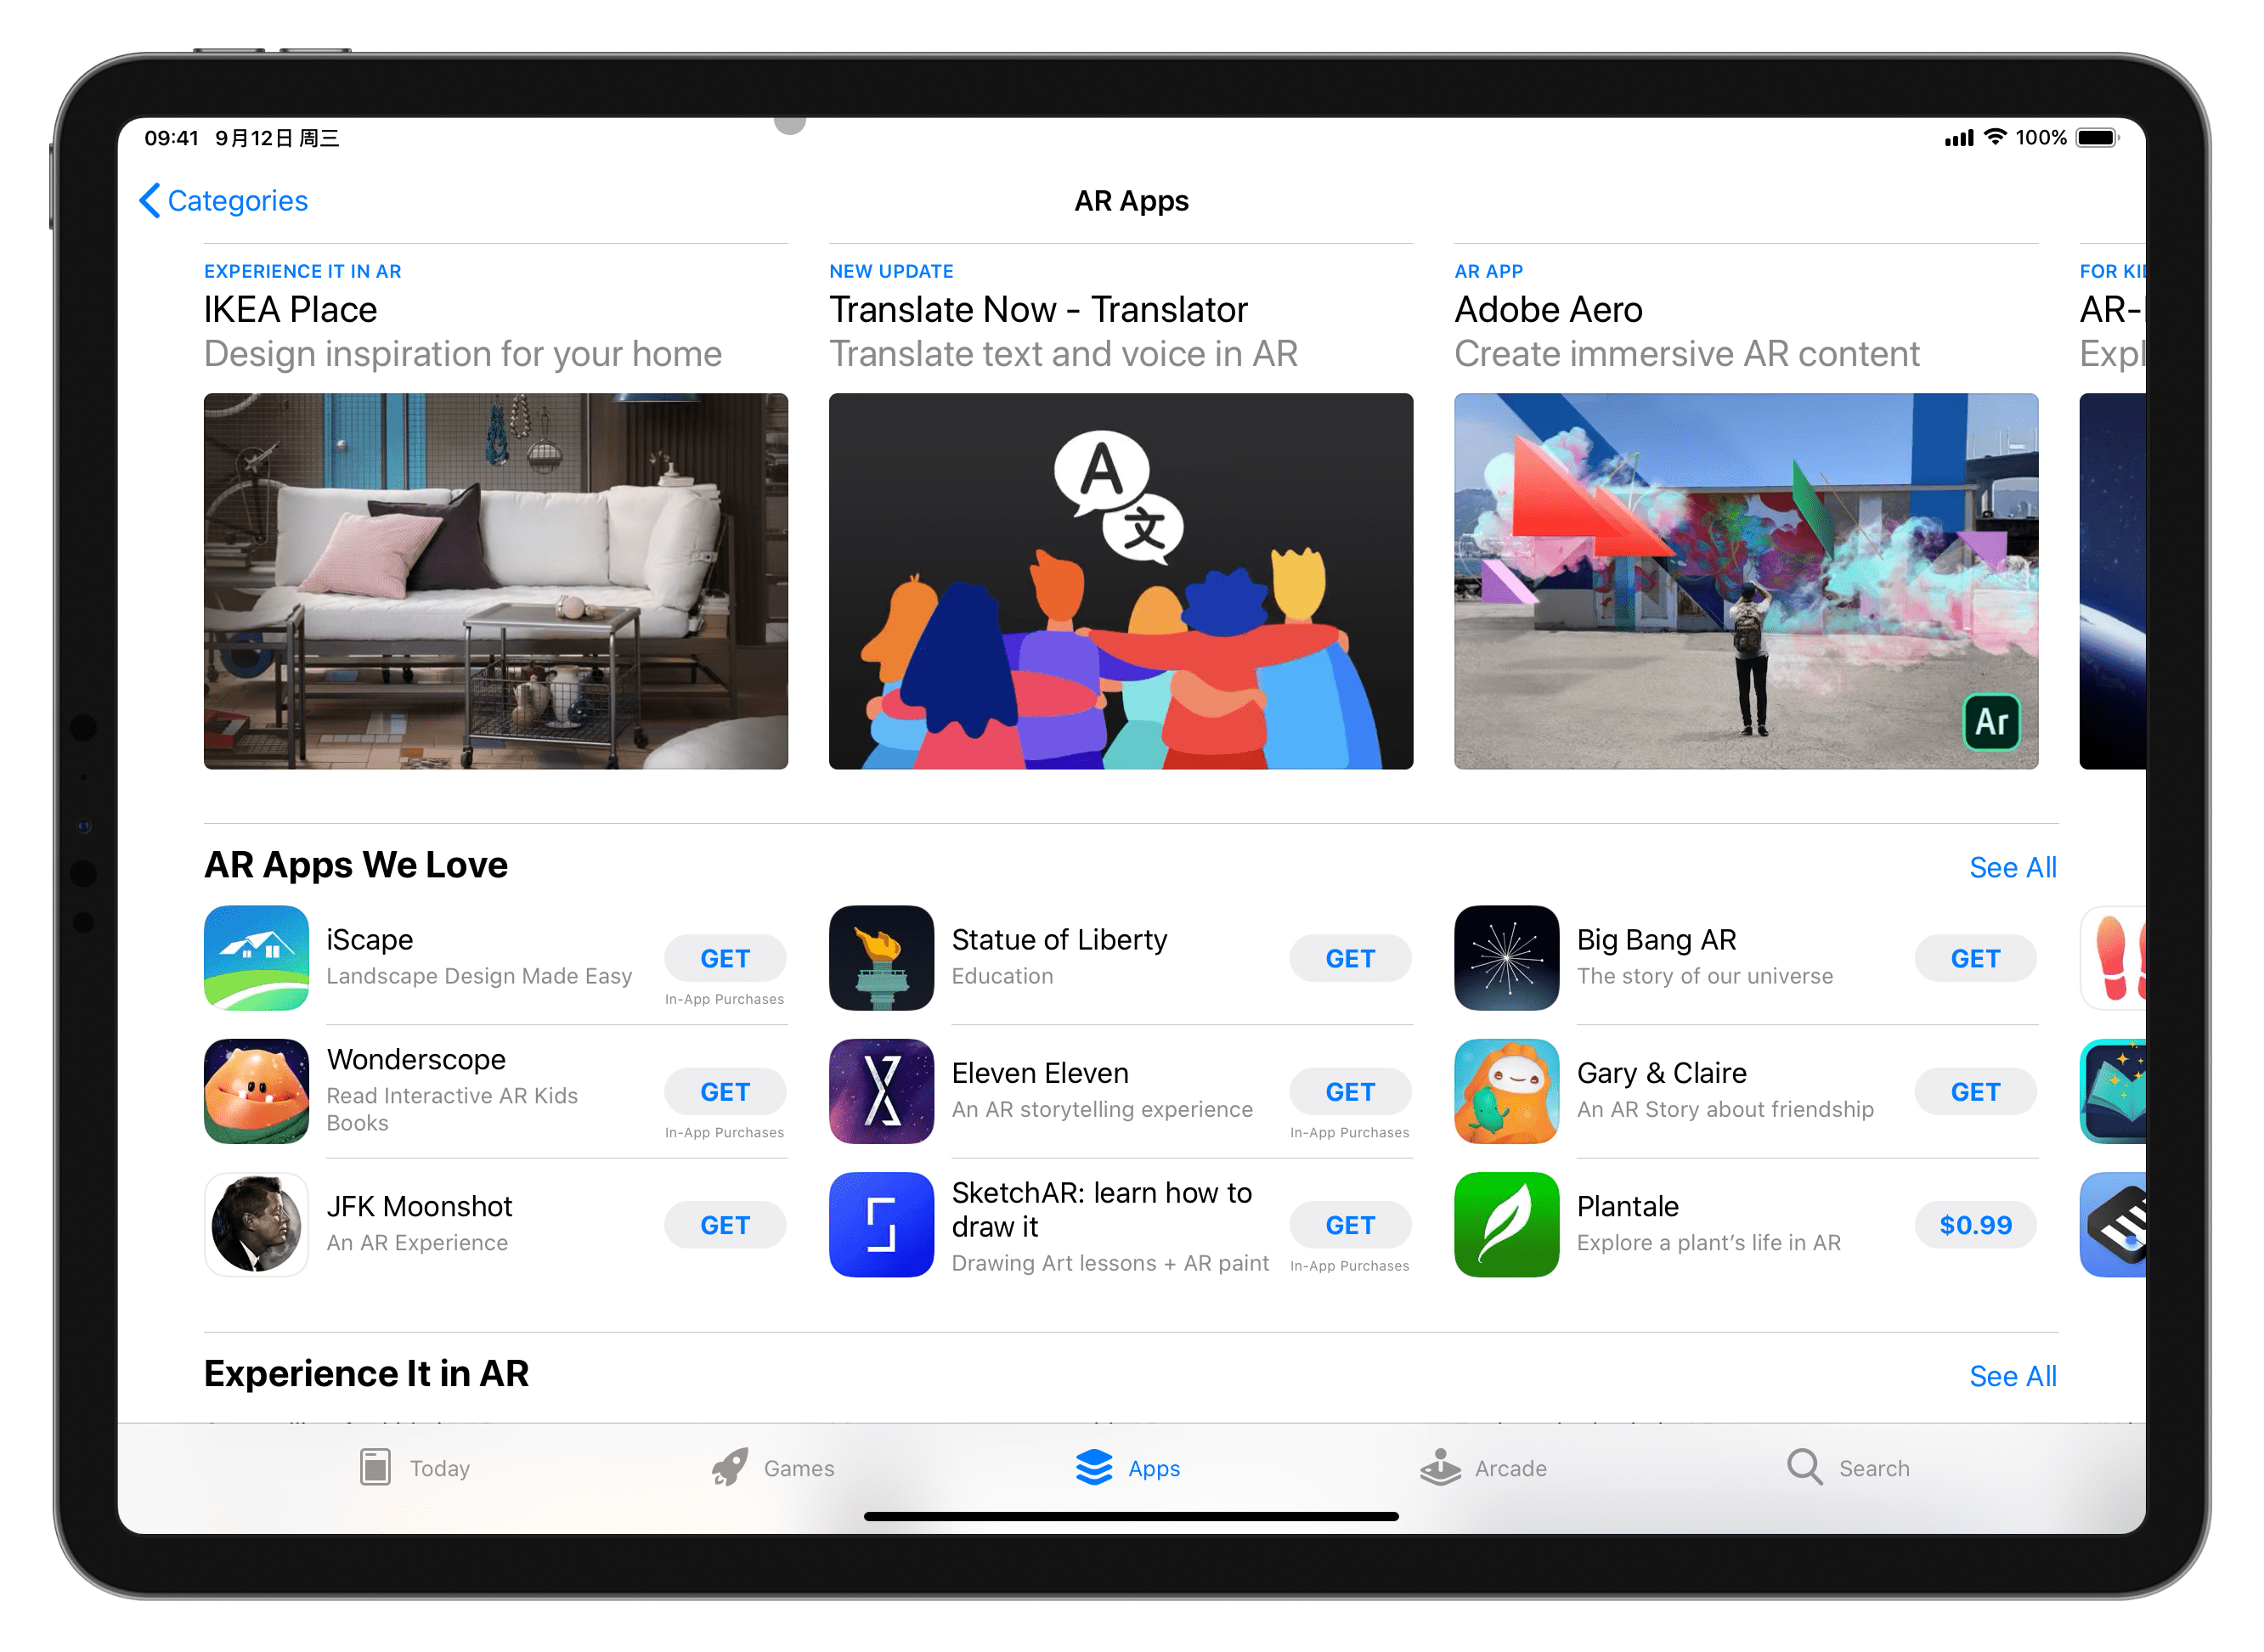 09:41 9月12日 周三
100%
Categories
AR Apps
EXPERIENCE IT IN AR
IKEA Place
Design inspiration for your home
NEW UPDATE
Translate Now - Translator
Translate text and voice in AR
A
文
AR APP
Adobe Aero
Create immersive AR content
Ar
FOR
AR-
AR Apps We Love
See All
iScape
Landscape Design Made Easy
GET
In-App Purchases
Statue of Liberty
Education
GET
Big Bang AR
The story of our universe
GET
Wonderscope
Read Interactive AR Kids
Books
GET
In-App Purchases
Eleven Eleven
An AR storytelling experience
GET
In-App Purchases
Gary & Claire
An AR Story about friendship
GET
JFK Moonshot
An AR Experience
GET
SketchAR: learn how to
draw it
Drawing Art lessons + AR paint
GET
In-App Purchases
Plantale
Explore a plant’s life in AR
$0.99
Experience It in AR
See All
Today
Games
Apps
Arcade
Search